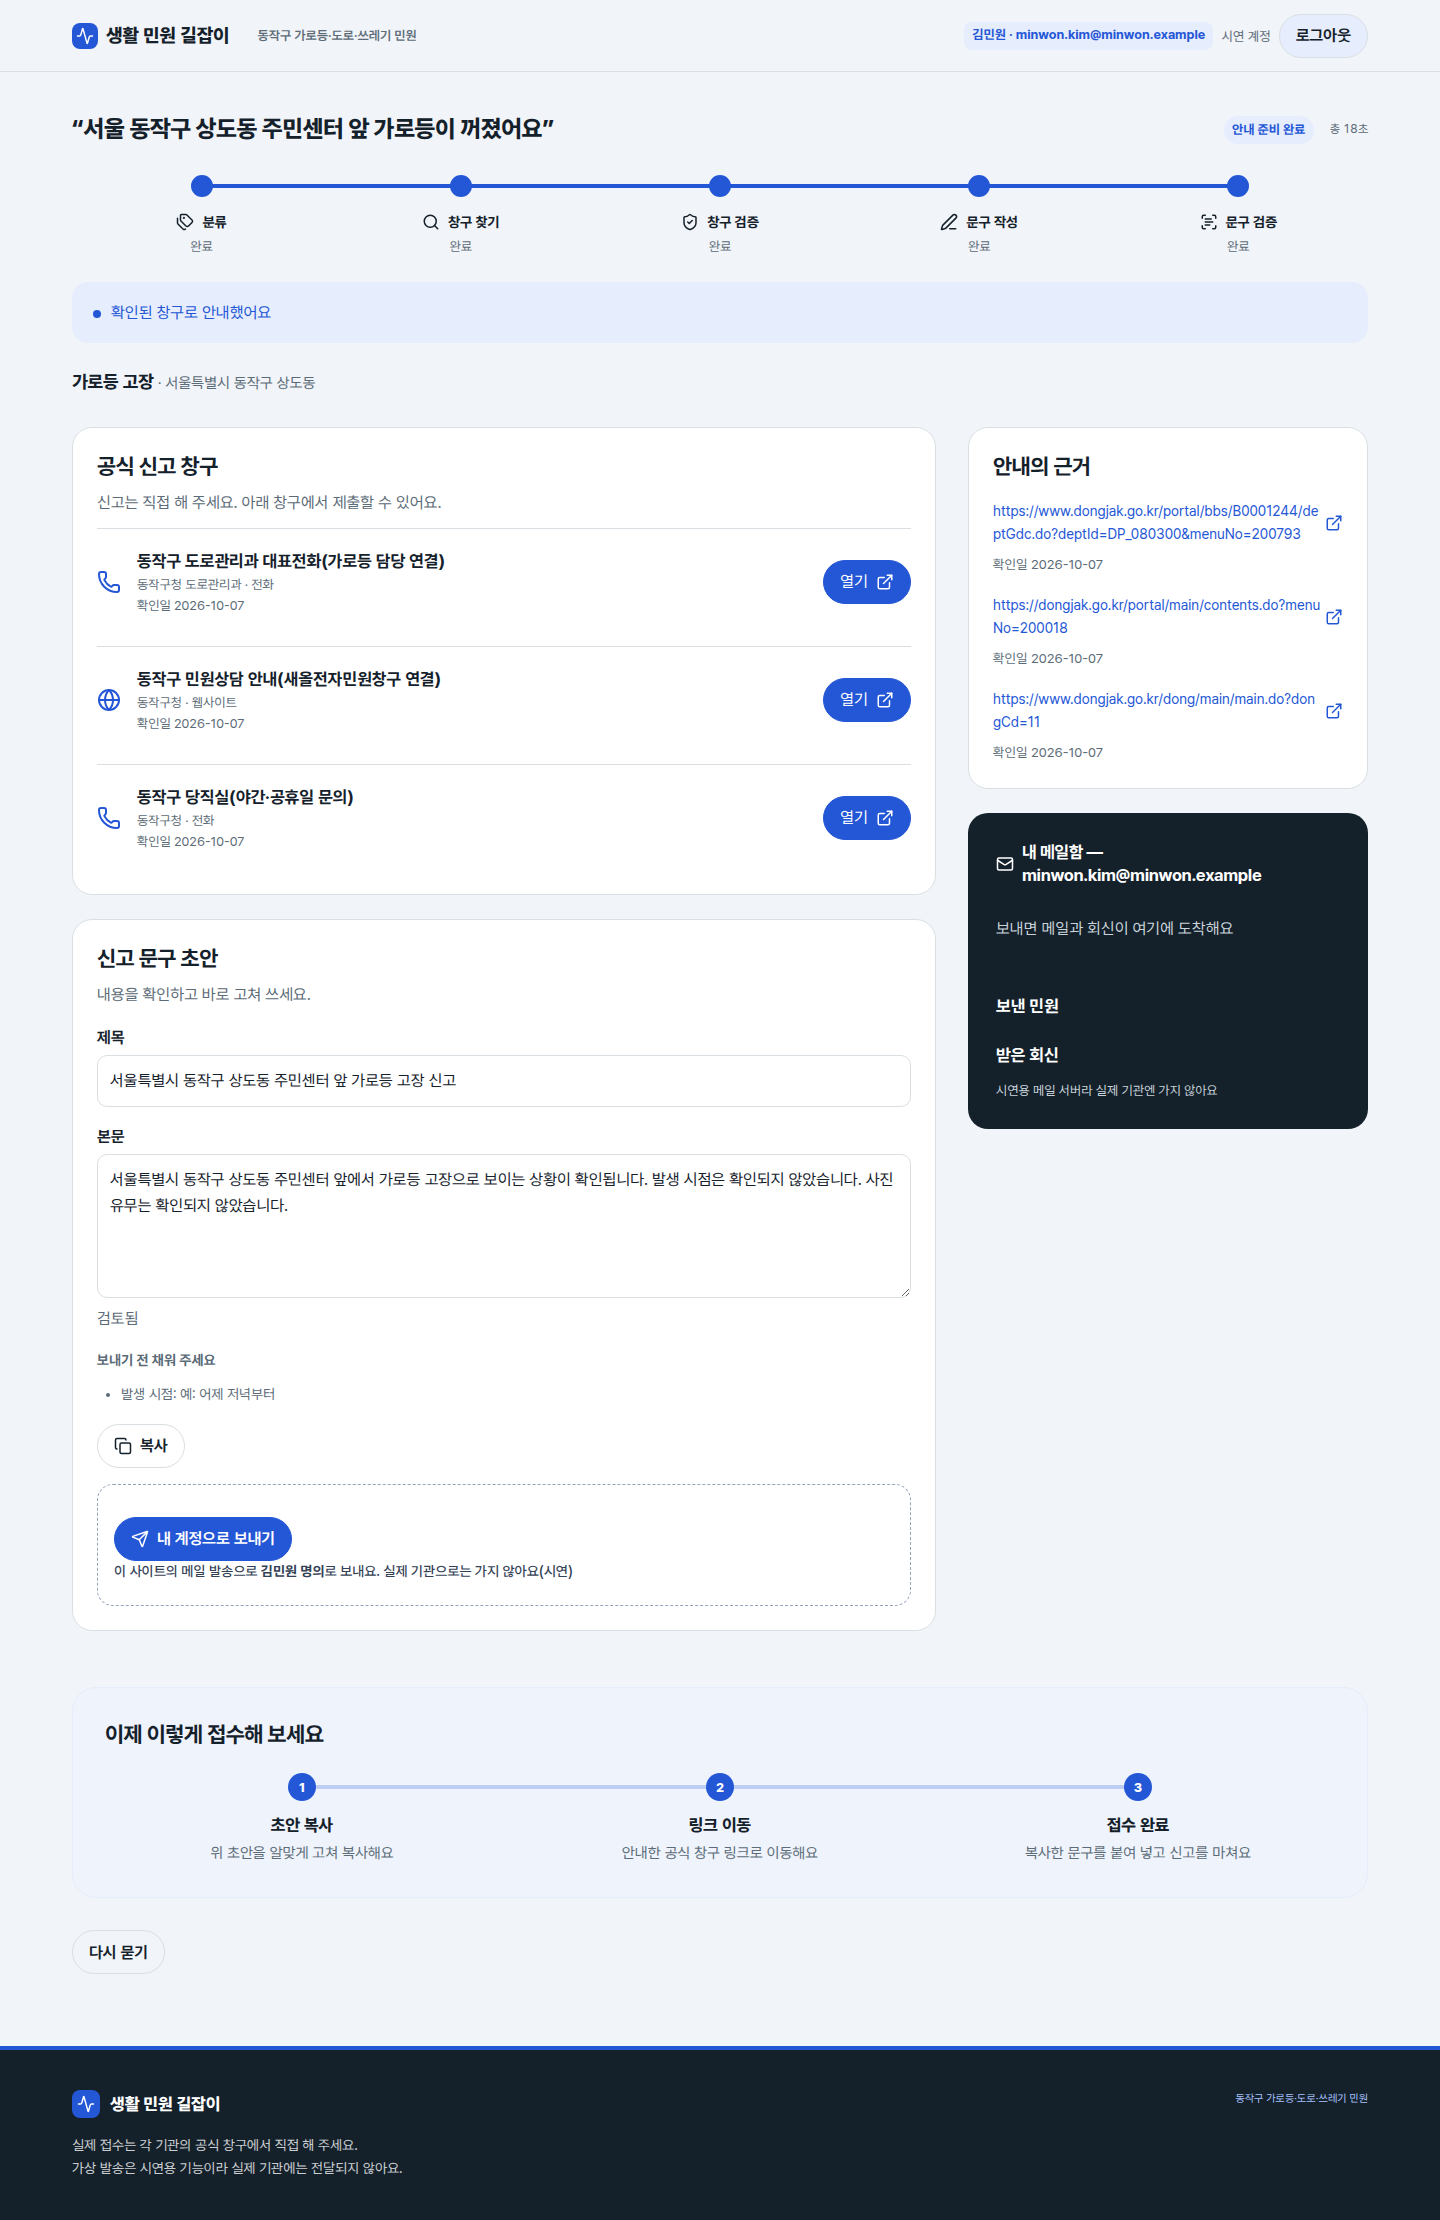 생활 민원 길잡이
동작구 가로등·도로·쓰레기 민원
김민원 · minwon.kim@minwon.example
시연 계정
로그아웃
“서울 동작구 상도동 주민센터 앞 가로등이 꺼졌어요”
안내 준비 완료
총 18초
분류
완료
창구 찾기
완료
창구 검증
완료
문구 작성
완료
문구 검증
완료
확인된 창구로 안내했어요
가로등 고장 · 서울특별시 동작구 상도동
공식 신고 창구
신고는 직접 해 주세요. 아래 창구에서 제출할 수 있어요.
동작구 도로관리과 대표전화(가로등 담당 연결)
동작구청 도로관리과 · 전화
확인일 2026-10-07
열기
동작구 민원상담 안내(새올전자민원창구 연결)
동작구청 · 웹사이트
확인일 2026-10-07
열기
동작구 당직실(야간·공휴일 문의)
동작구청 · 전화
확인일 2026-10-07
열기
안내의 근거
https://www.dongjak.go.kr/portal/bbs/B0001244/de
ptGdc.do?deptId=DP_080300&menuNo=200793
확인일 2026-10-07
https://dongjak.go.kr/portal/main/contents.do?menu
No=200018
확인일 2026-10-07
https://www.dongjak.go.kr/dong/main/main.do?don
gCd=11
확인일 2026-10-07
내 메일함 —
minwon.kim@minwon.example
보내면 메일과 회신이 여기에 도착해요
보낸 민원
받은 회신
시연용 메일 서버라 실제 기관엔 가지 않아요
신고 문구 초안
내용을 확인하고 바로 고쳐 쓰세요.
제목
서울특별시 동작구 상도동 주민센터 앞 가로등 고장 신고
본문
서울특별시 동작구 상도동 주민센터 앞에서 가로등 고장으로 보이는 상황이 확인됩니다. 발생 시점은 확인되지 않았습니다. 사진
유무는 확인되지 않았습니다.
검토됨
보내기 전 채워 주세요
• 발생 시점: 예: 어제 저녁부터
복사
내 계정으로 보내기
이 사이트의 메일 발송으로 김민원 명의로 보내요. 실제 기관으로는 가지 않아요(시연)
이제 이렇게 접수해 보세요
1
초안 복사
위 초안을 알맞게 고쳐 복사해요
2
링크 이동
안내한 공식 창구 링크로 이동해요
3
접수 완료
복사한 문구를 붙여 넣고 신고를 마쳐요
다시 묻기
생활 민원 길잡이
동작구 가로등·도로·쓰레기 민원
실제 접수는 각 기관의 공식 창구에서 직접 해 주세요.
가상 발송은 시연용 기능이라 실제 기관에는 전달되지 않아요.